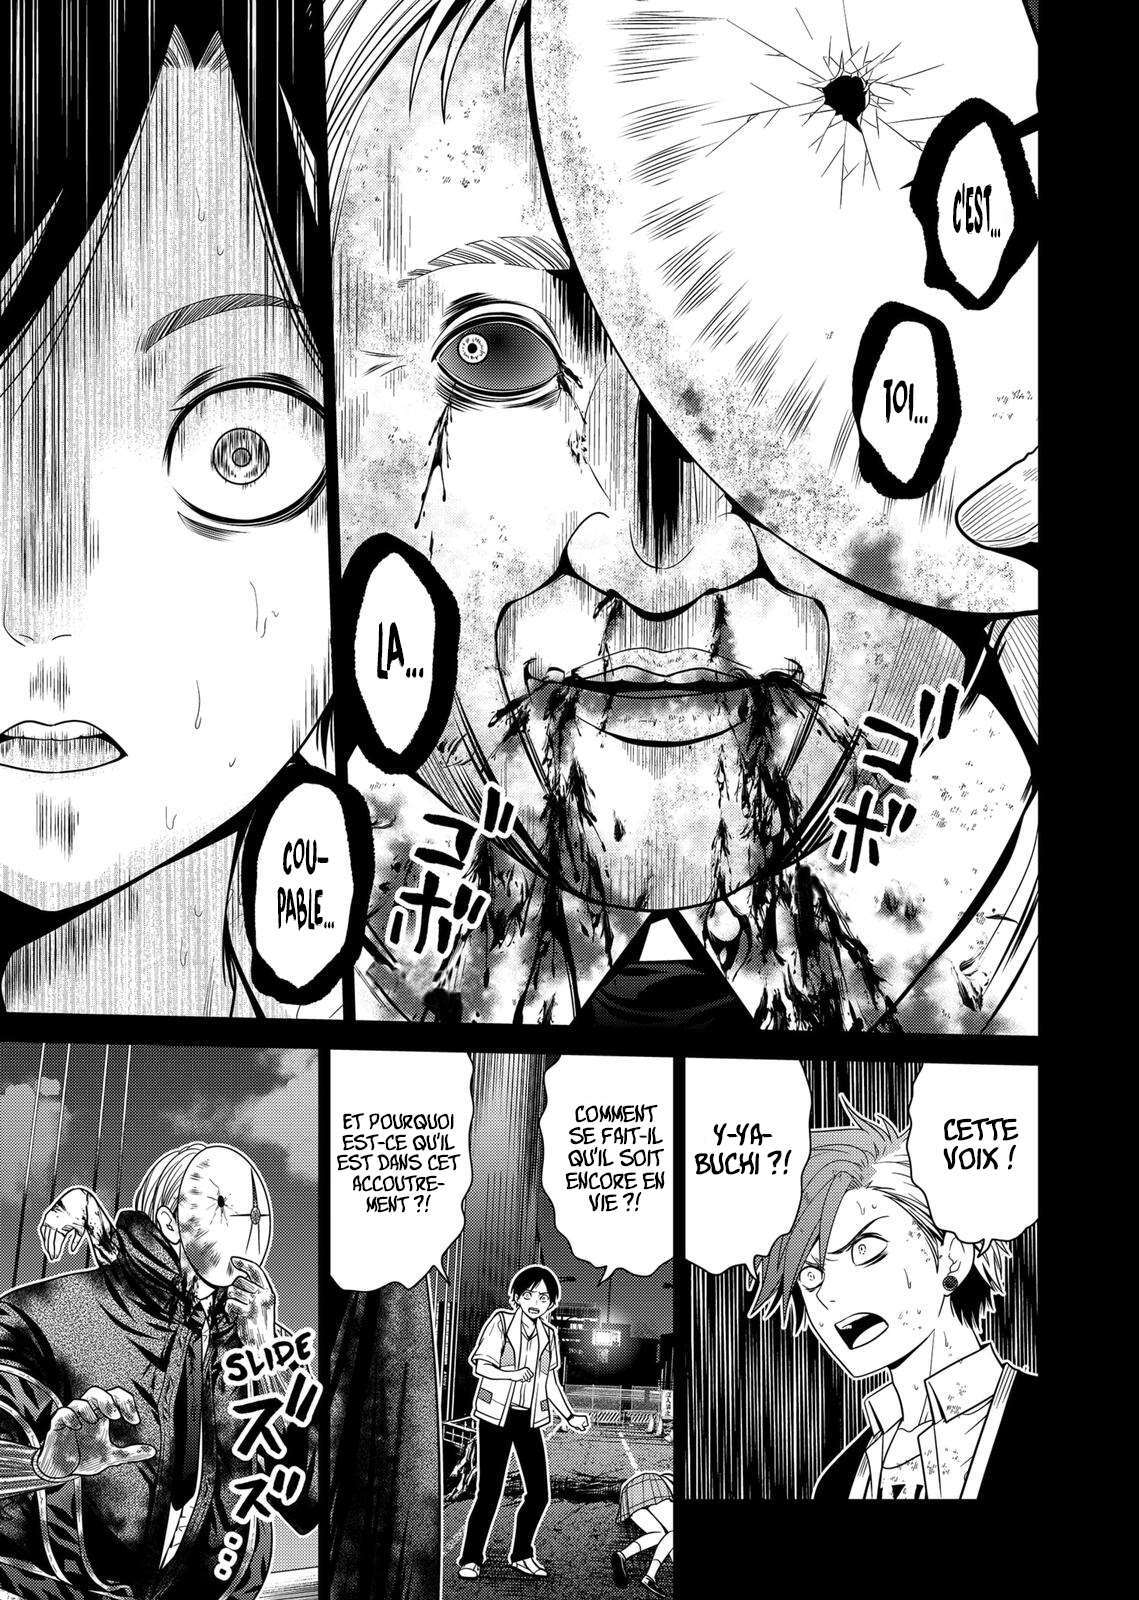 C'EST...
TOI...
LA...
COU-
PABLE...
ゴボ
ゴボ
CETTE
VOIX !
Y-YA-
BUCHI ?!
COMMENT
SE FAIT-IL
QU'IL SOIT
ENCORE EN
VIE ?!
ET POURQUOI
EST-CE QU'IL
EST DANS CET
ACCOUTRE-
MENT ?!
SLIDE
ズズ...